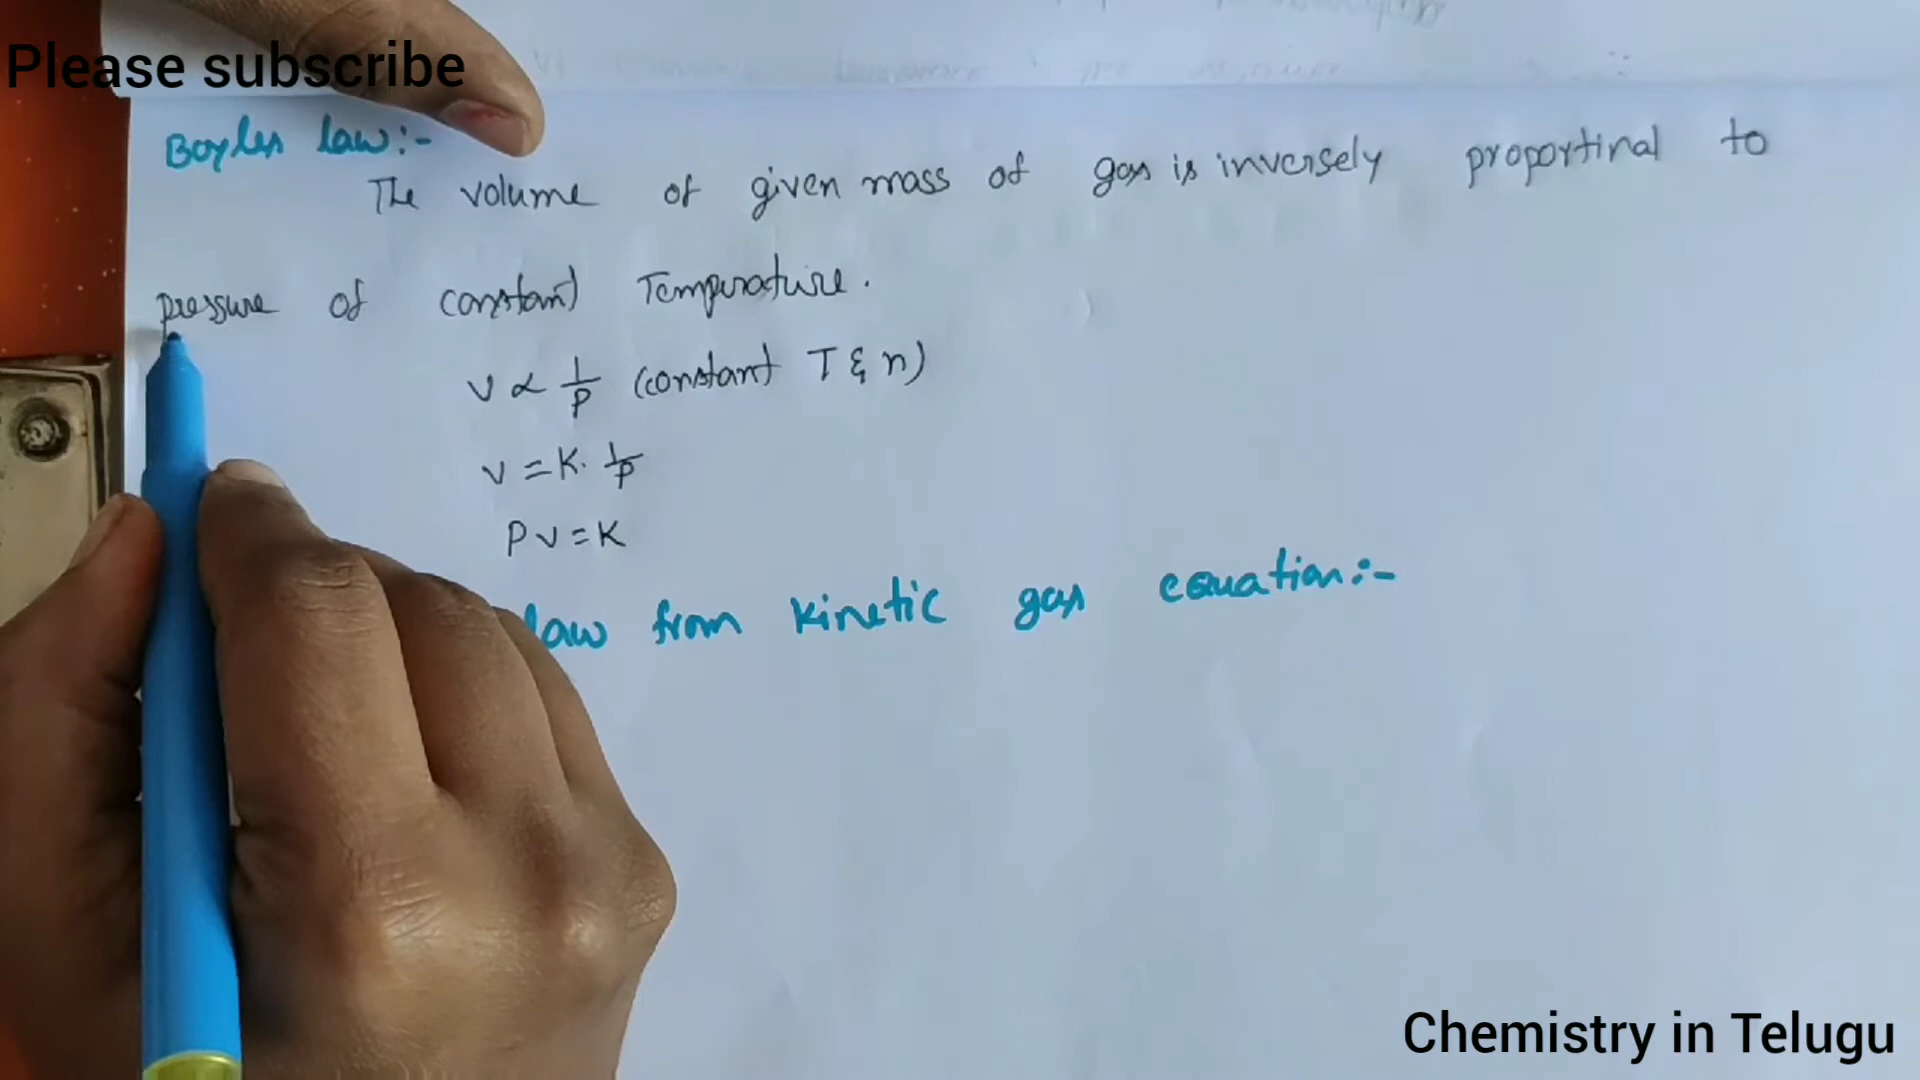 Please subscribe
Boyles law:-
The volume of given mass of gas is inversely proportinal to
pressure of constant Temperature.
V ∝ 1/P (constant T & n)
V = K. 1/P
PV = K
law from kinetic gas equation:-
Chemistry in Telugu